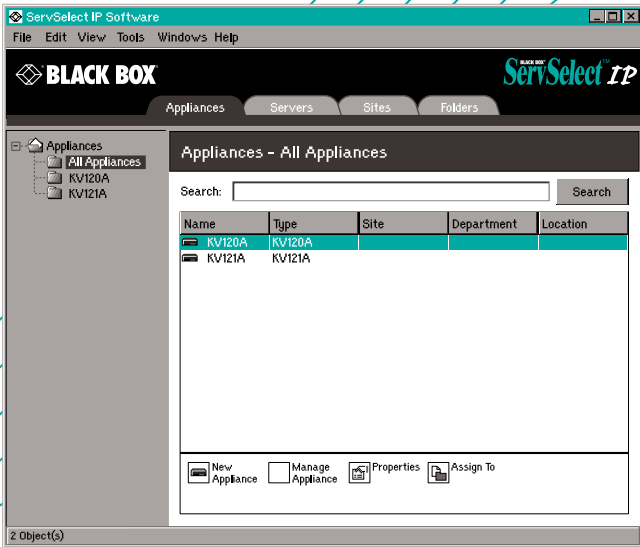 ServSelect IP Software
File Edit View Tools Windows Help
BLACK BOX
BLACK BOX
ServSelect™ IP
Appliances Servers Sites Folders
Appliances
All Appliances
KV120A
KV121A
Appliances - All Appliances
Search: Search
Name Type Site Department Location
KV120A KV120A
KV121A KV121A
New Appliance
Manage Appliance
Properties
Assign To
2 Object(s)